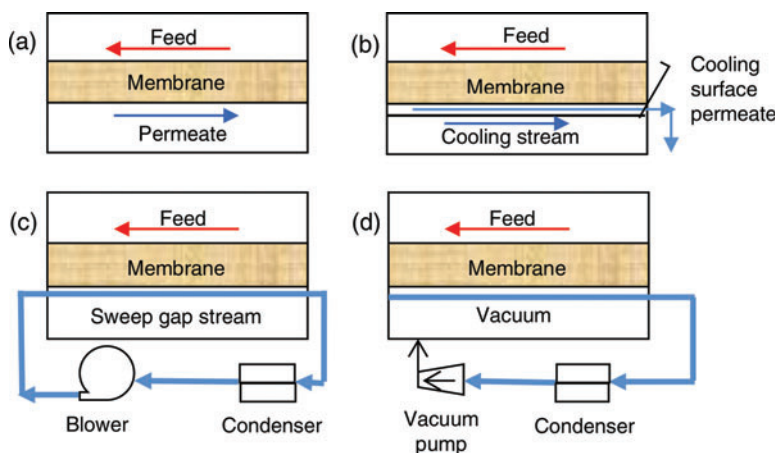 (a)
Feed
Membrane
Permeate
(b)
Feed
Membrane
Cooling stream
Cooling
surface
permeate
(c)
Feed
Membrane
Sweep gap stream
Blower
Condenser
(d)
Feed
Membrane
Vacuum
Vacuum
pump
Condenser